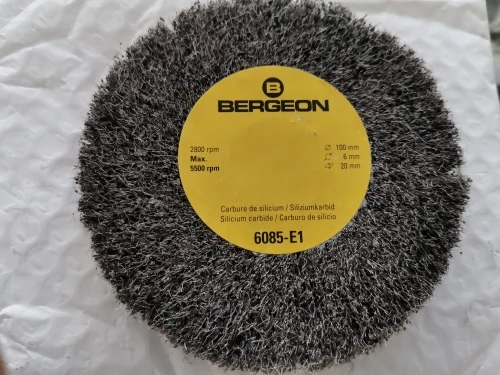 B
BERGEON
2800 rpm
Max.
5500 rpm
⌀ 100 mm
6 mm
20 mm
Carbure de silicium / Siliziumkarbid
Silicium carbide / Carburo de silicio
6085-E1